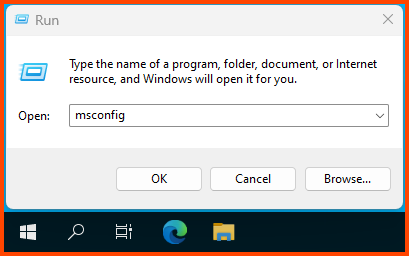 Run
Type the name of a program, folder, document, or Internet
resource, and Windows will open it for you.
Open: msconfig
OK Cancel Browse...